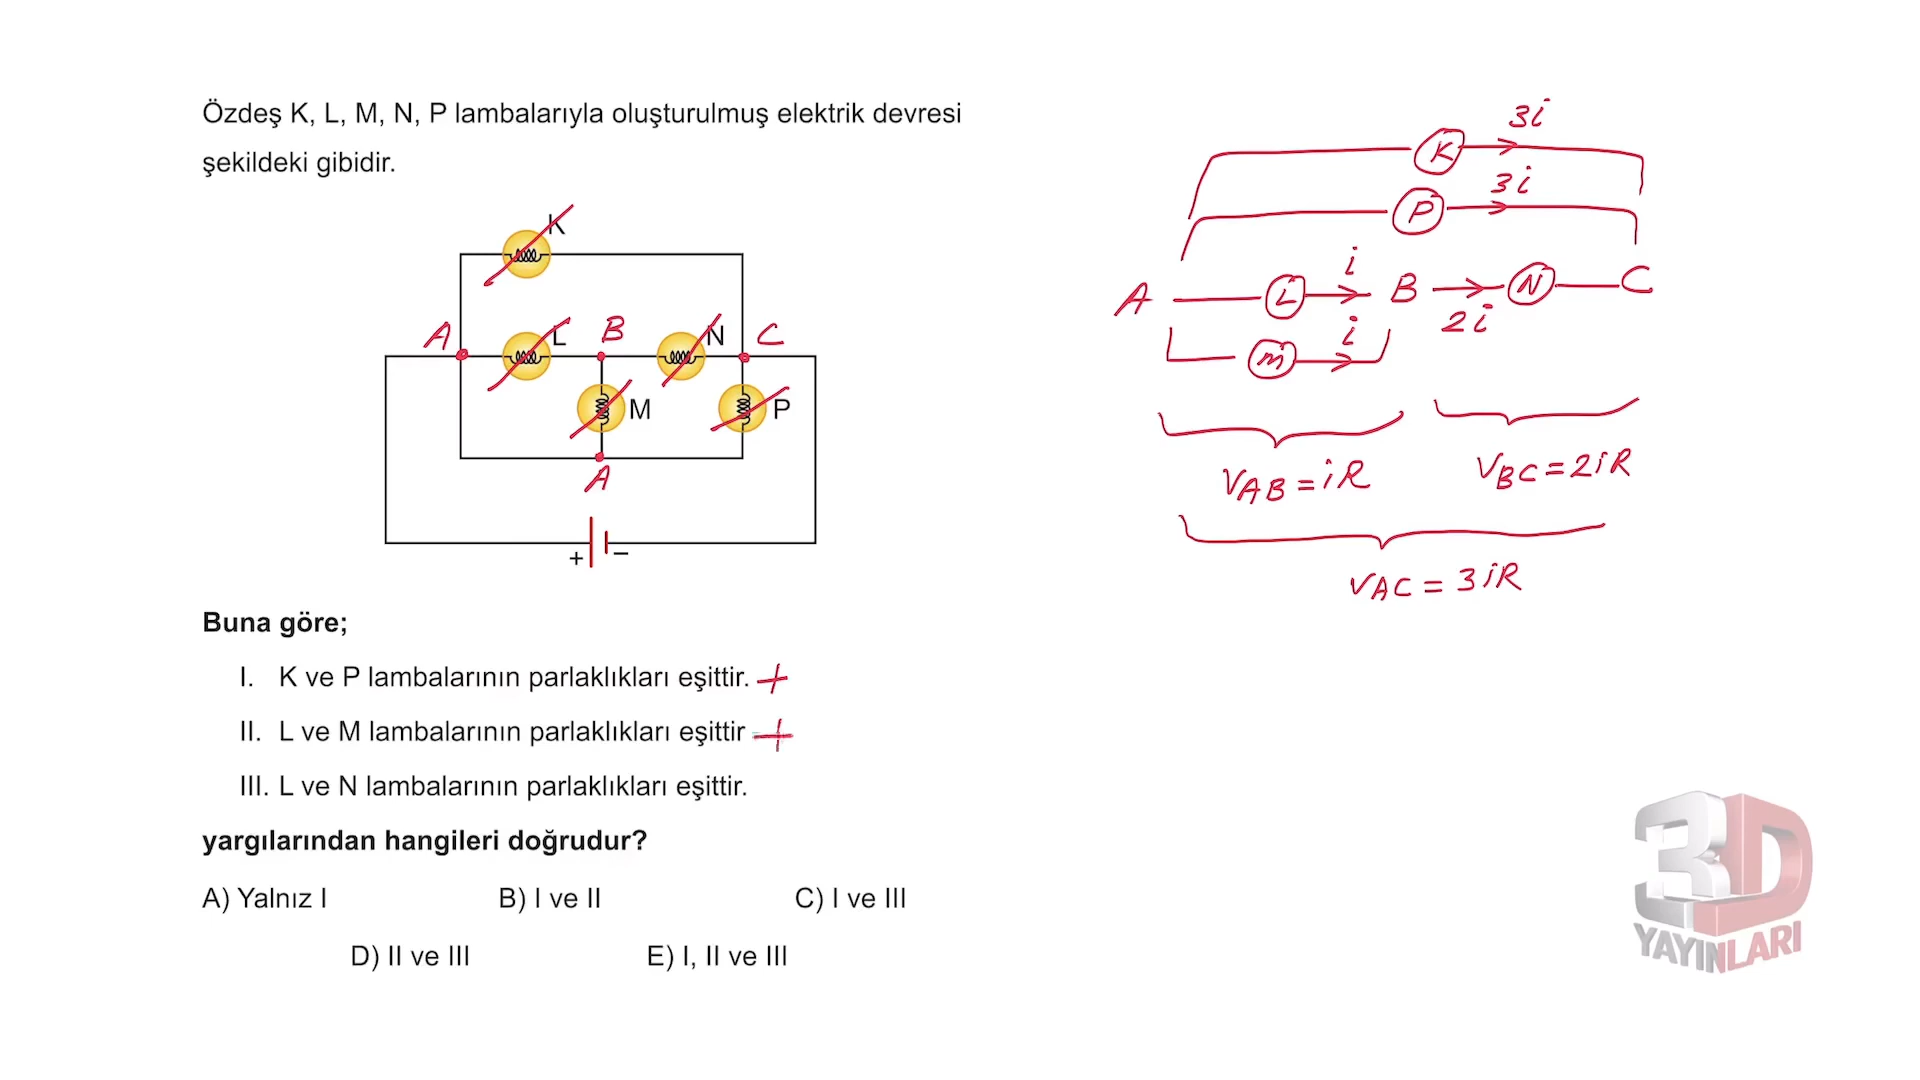 Özdeş K, L, M, N, P lambalarıyla oluşturulmuş elektrik devresi
şekildeki gibidir.
K
A
L
B
N
C
M
P
A
+
–
3i
K
3i
P
i
A
L
B
N
C
2i
i
m
VAB = iR
VBC = 2iR
VAC = 3iR
Buna göre;
I. K ve P lambalarının parlaklıkları eşittir. +
II. L ve M lambalarının parlaklıkları eşittir +
III. L ve N lambalarının parlaklıkları eşittir.
yargılarından hangileri doğrudur?
A) Yalnız I B) I ve II C) I ve III
D) II ve III E) I, II ve III
3D
YAYINLARI